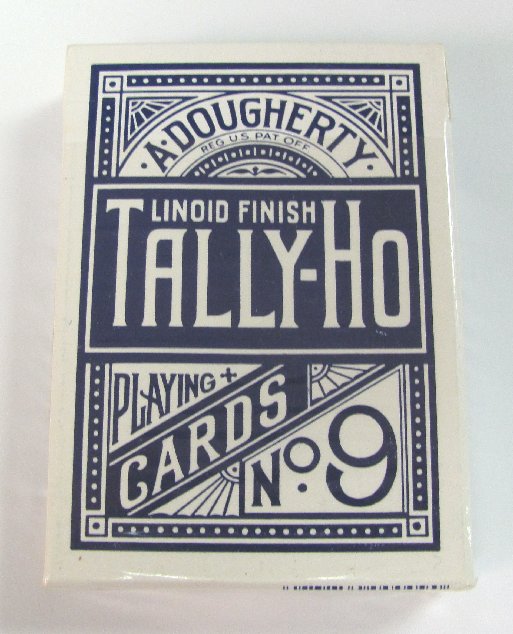 A. DOUGHERTY.
REG. U.S. PAT. OFF.
LINOID FINISH
TALLY-HO
PLAYING
CARDS
No. 9